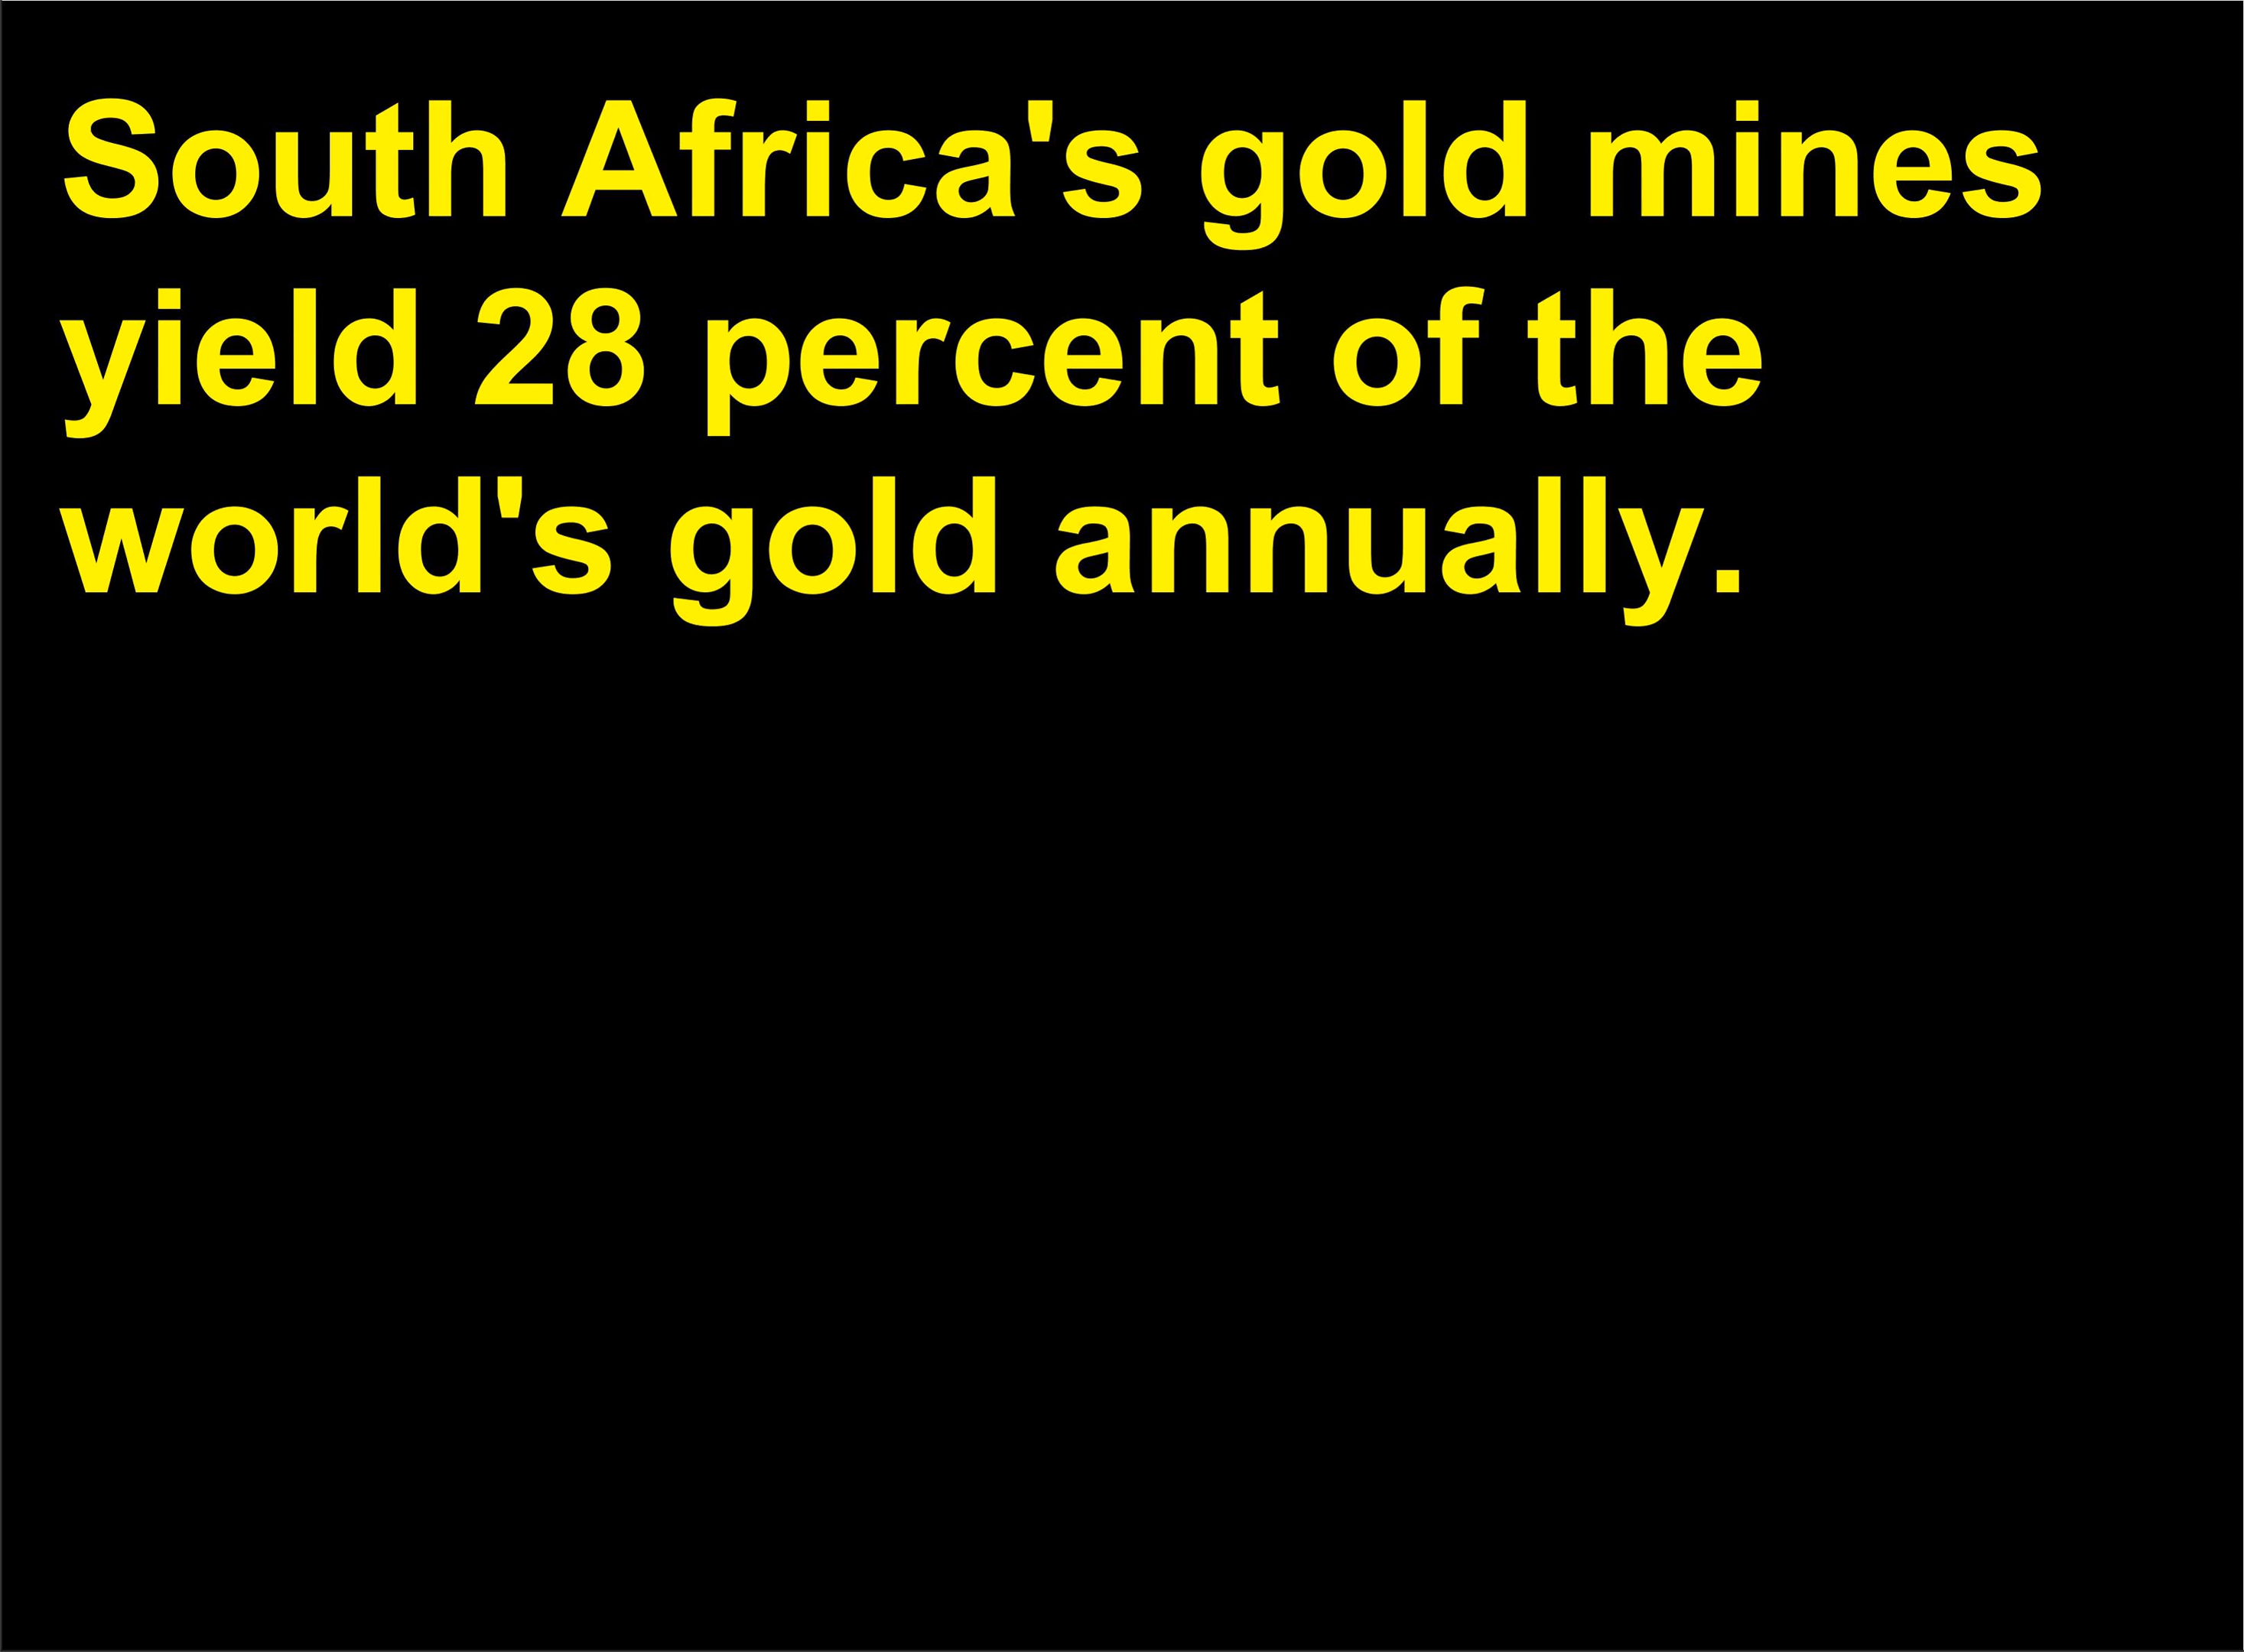 South Africa's gold mines
yield 28 percent of the
world's gold annually.